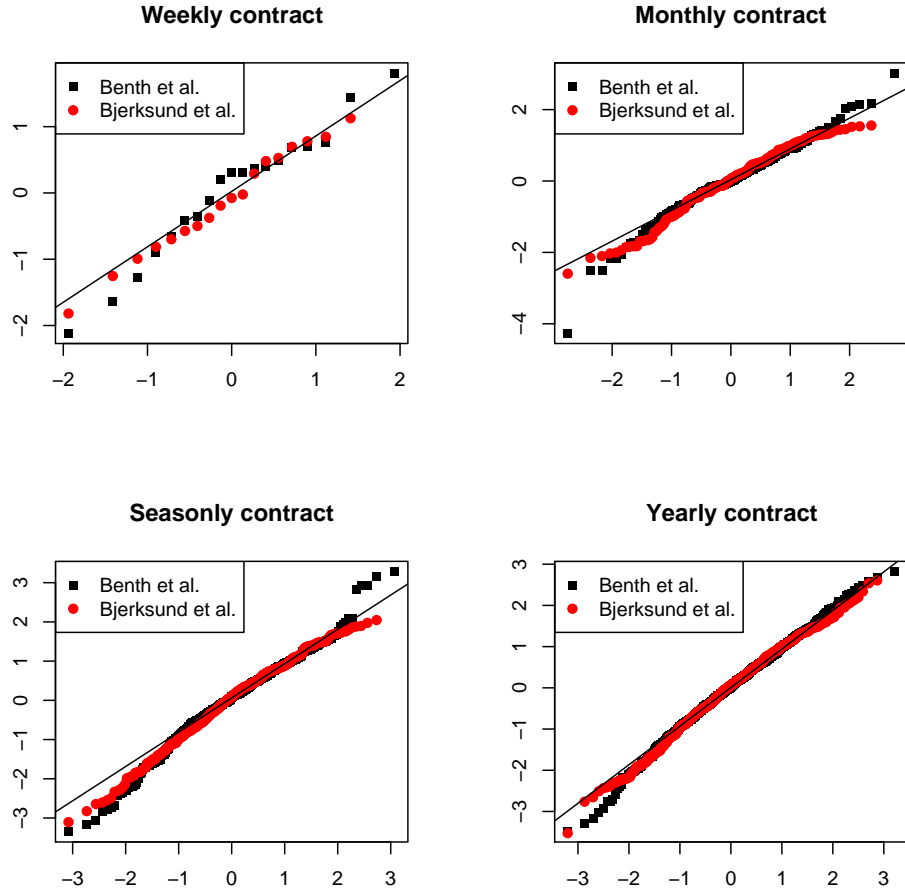 Weekly contract
Benth et al.
Bjerksund et al.
1
0
−1
−2
−2 −1 0 1 2
Monthly contract
Benth et al.
Bjerksund et al.
2
0
−2
−4
−2 −1 0 1 2
Seasonly contract
Benth et al.
Bjerksund et al.
3
2
1
0
−1
−2
−3
−3 −2 −1 0 1 2 3
Yearly contract
Benth et al.
Bjerksund et al.
3
2
1
0
−1
−2
−3
−3 −2 −1 0 1 2 3